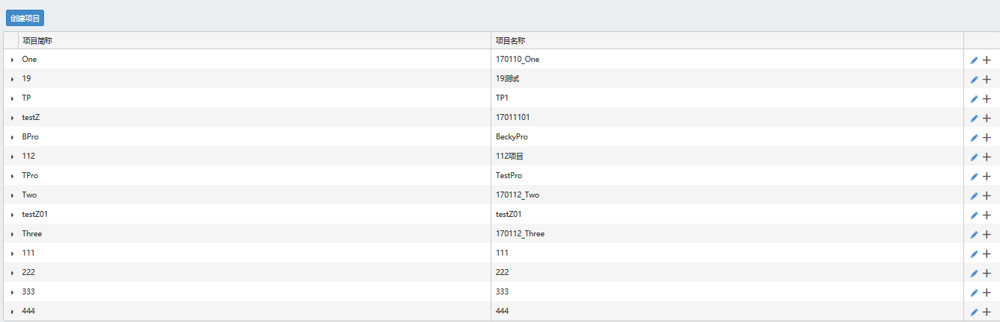 创建项目
项目简称 项目名称
One 170110_One
19 19测试
TP TP1
testZ 17011101
BPro BeckyPro
112 112项目
TPro TestPro
Two 170112_Two
testZ01 testZ01
Three 170112_Three
111 111
222 222
333 333
444 444